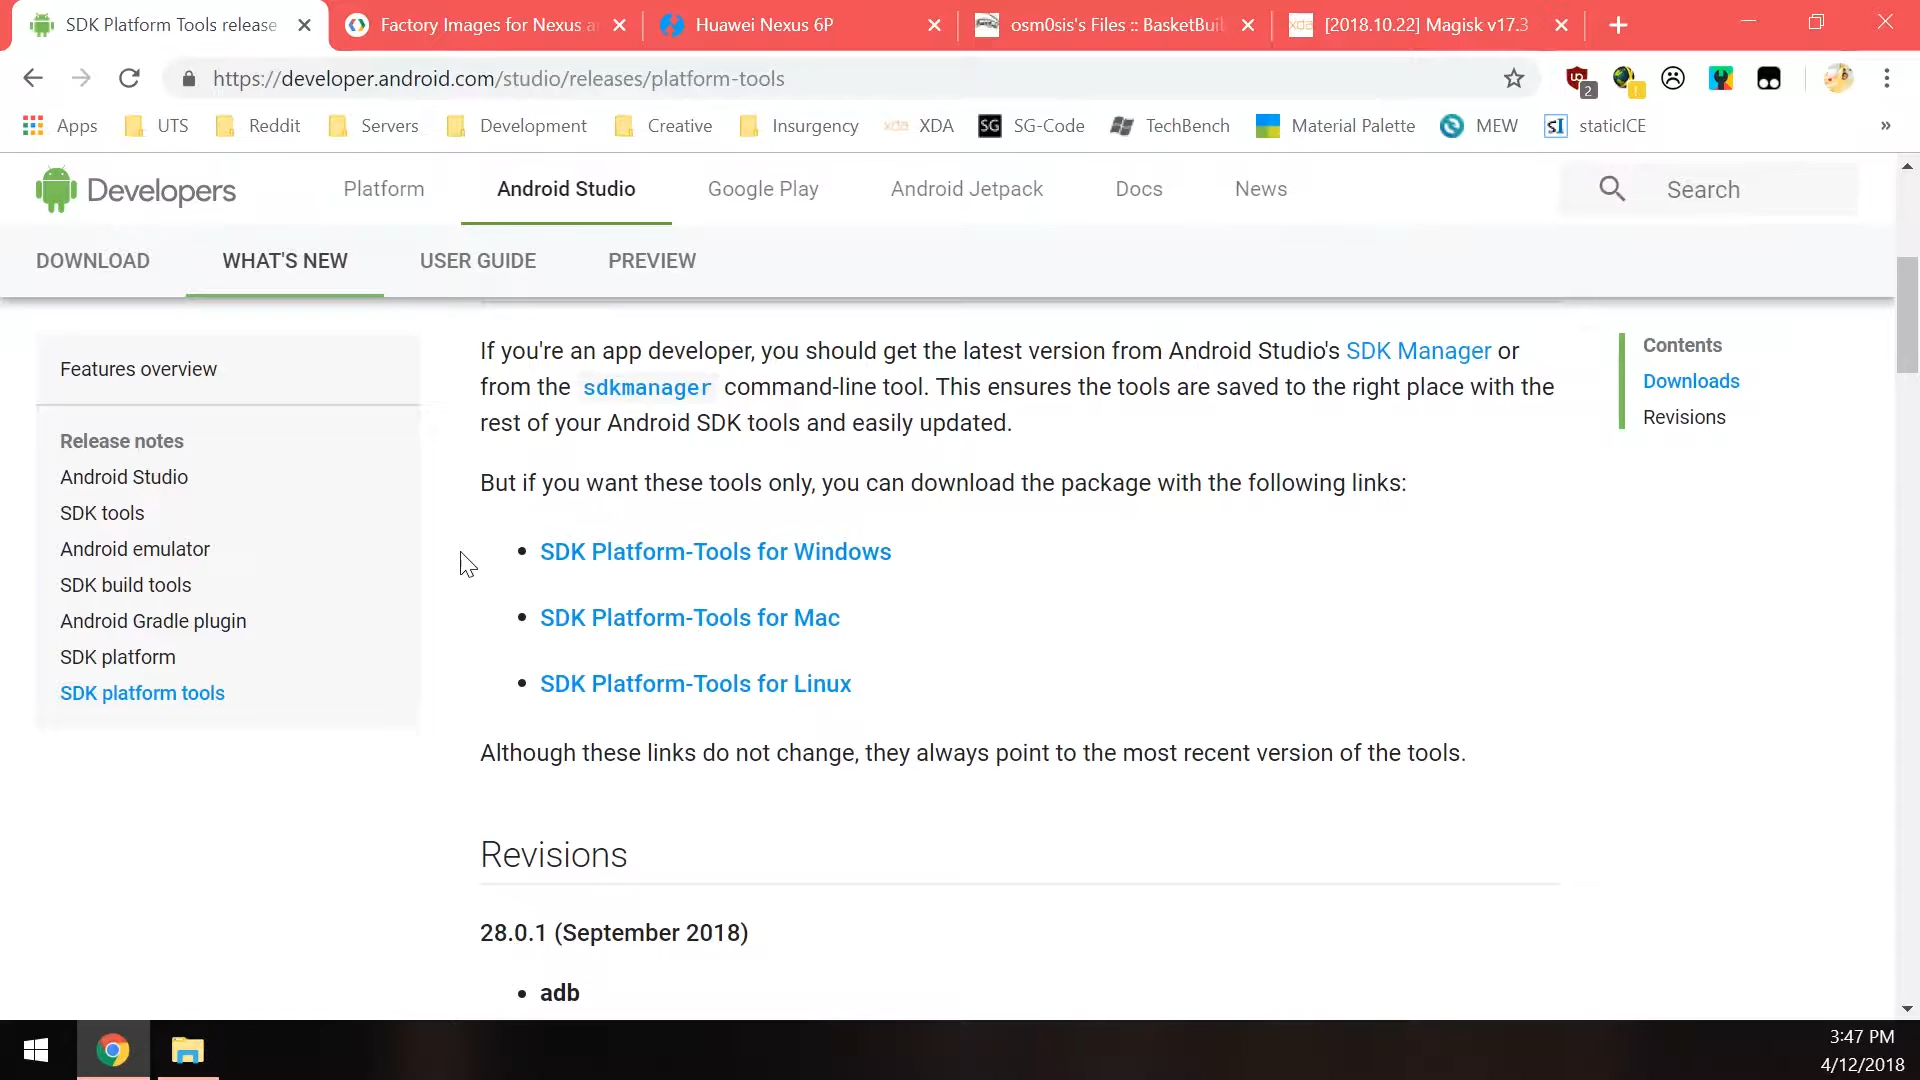 SDK Platform Tools release
Factory Images for Nexus a
Huawei Nexus 6P
osm0sis's Files :: BasketBuil
[2018.10.22] Magisk v17.3
https://developer.android.com/studio/releases/platform-tools
2
Apps
UTS
Reddit
Servers
Development
Creative
Insurgency
xda XDA
SG SG-Code
TechBench
Material Palette
MEW
SI staticICE
»
Developers
Platform
Android Studio
Google Play
Android Jetpack
Docs
News
Search
DOWNLOAD
WHAT'S NEW
USER GUIDE
PREVIEW
Features overview
Release notes
Android Studio
SDK tools
Android emulator
SDK build tools
Android Gradle plugin
SDK platform
SDK platform tools
If you're an app developer, you should get the latest version from Android Studio's SDK Manager or
from the sdkmanager command-line tool. This ensures the tools are saved to the right place with the
rest of your Android SDK tools and easily updated.
But if you want these tools only, you can download the package with the following links:
• SDK Platform-Tools for Windows
• SDK Platform-Tools for Mac
• SDK Platform-Tools for Linux
Although these links do not change, they always point to the most recent version of the tools.
Revisions
28.0.1 (September 2018)
• adb
Contents
Downloads
Revisions
3:47 PM
4/12/2018